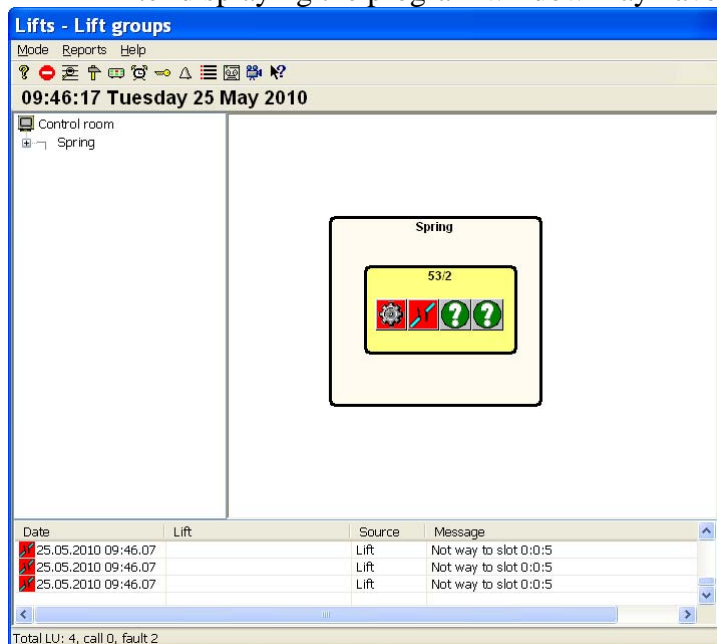 Lifts - Lift groups
Mode Reports Help
09:46:17 Tuesday 25 May 2010
Control room
Spring
Spring
53/2
Date Lift Source Message
25.05.2010 09:46.07 Lift Not way to slot 0:0:5
25.05.2010 09:46.07 Lift Not way to slot 0:0:5
25.05.2010 09:46.07 Lift Not way to slot 0:0:5
Total LU: 4, call 0, fault 2